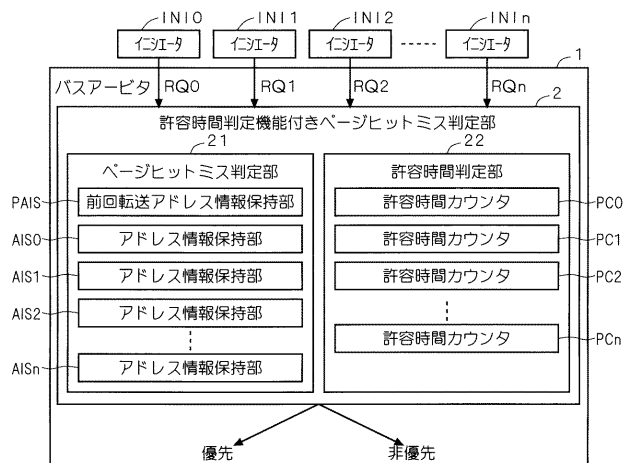 INI0 INI1 INI2 INIn
イニシエータ イニシエータ イニシエータ イニシエータ
1
バスアービタ RQ0 RQ1 RQ2 RQn
2
許容時間判定機能付きページヒットミス判定部
21 22
ページヒットミス判定部 許容時間判定部
PAIS 前回転送アドレス情報保持部 許容時間カウンタ PC0
AIS0 アドレス情報保持部 許容時間カウンタ PC1
AIS1 アドレス情報保持部 許容時間カウンタ PC2
AIS2 アドレス情報保持部
許容時間カウンタ PCn
AISn アドレス情報保持部
優先 非優先